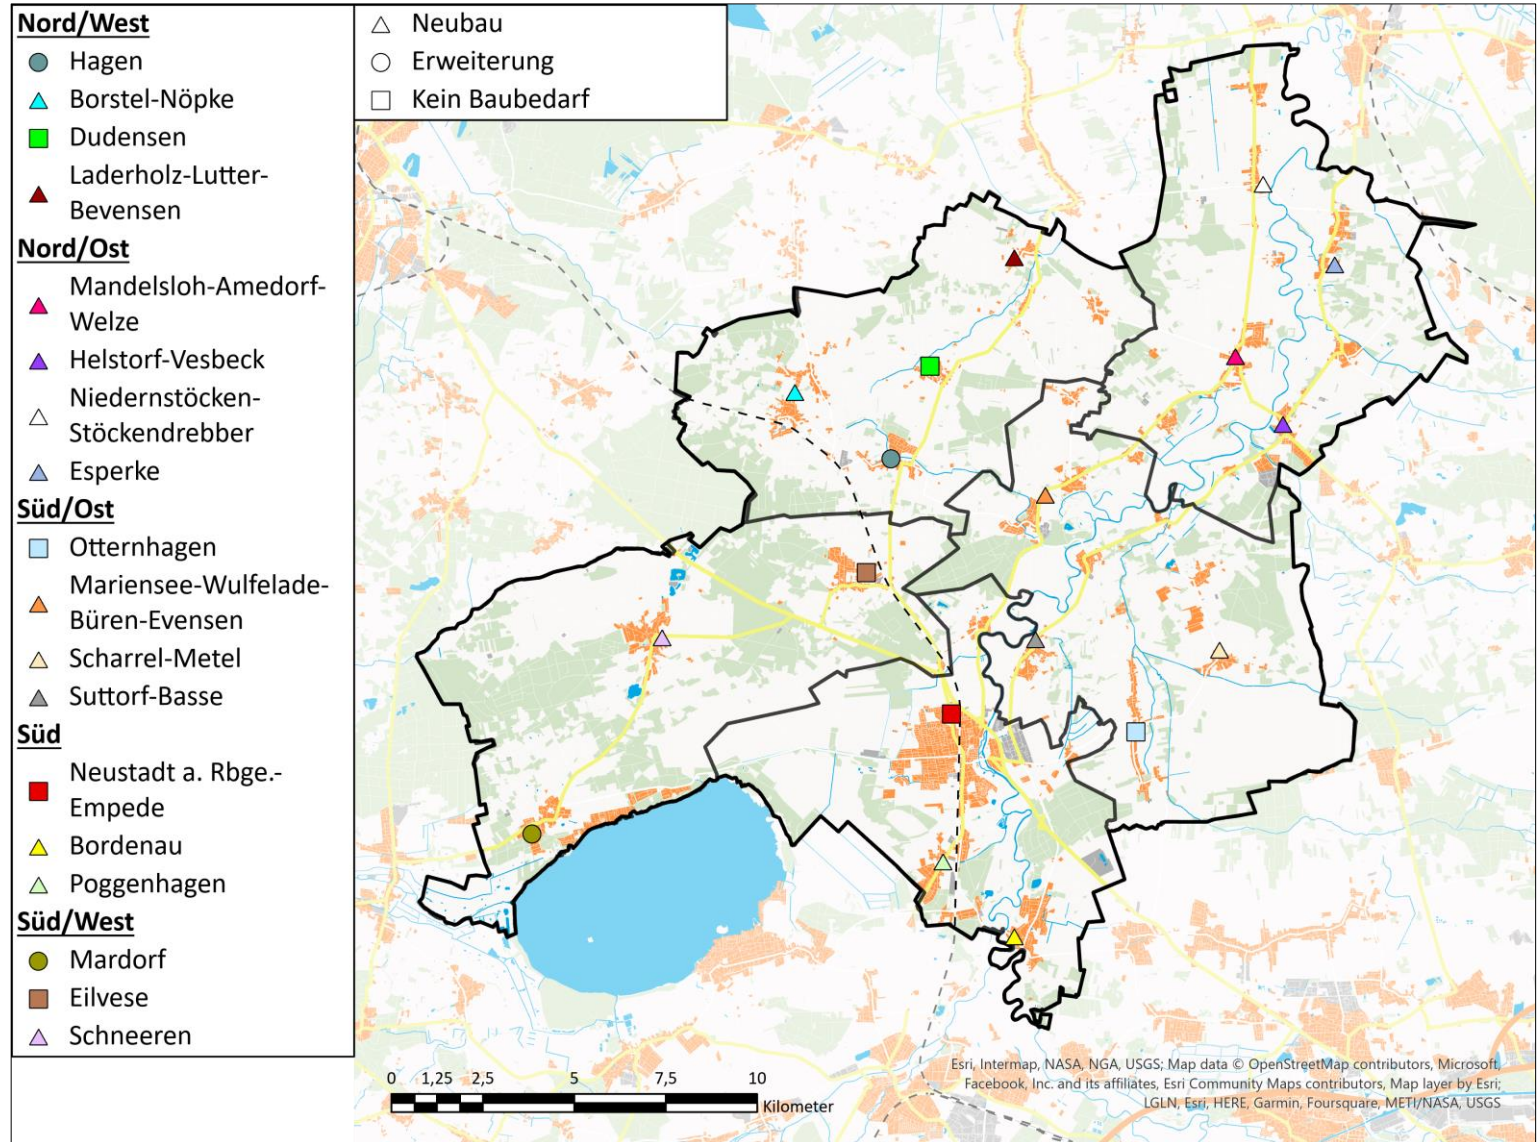 Nord/West
Hagen
Borstel-Nöpke
Dudensen
Laderholz-Lutter-
Bevensen
Nord/Ost
Mandelsloh-Amedorf-
Welze
Helstorf-Vesbeck
Niedernstöcken-
Stöckendrebber
Esperke
Süd/Ost
Otternhagen
Mariensee-Wulfelade-
Büren-Evensen
Scharrel-Metel
Suttorf-Basse
Süd
Neustadt a. Rbge.-
Empede
Bordenau
Poggenhagen
Süd/West
Mardorf
Eilvese
Schneeren
Neubau
Erweiterung
Kein Baubedarf
0 1,25 2,5 5 7,5 10
Kilometer
Esri, Intermap, NASA, NGA, USGS; Map data © OpenStreetMap contributors, Microsoft,
Facebook, Inc. and its affiliates, Esri Community Maps contributors, Map layer by Esri;
LGLN, Esri, HERE, Garmin, Foursquare, METI/NASA, USGS